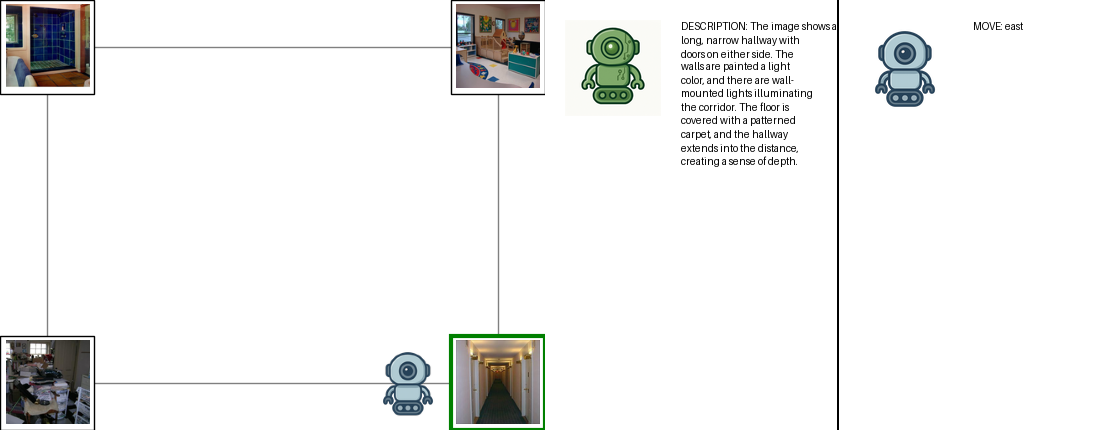 DESCRIPTION: The image shows a
long, narrow hallway with
doors on either side. The
walls are painted a light
color, and there are wall-
mounted lights illuminating
the corridor. The floor is
covered with a patterned
carpet, and the hallway
extends into the distance,
creating a sense of depth.
MOVE: east